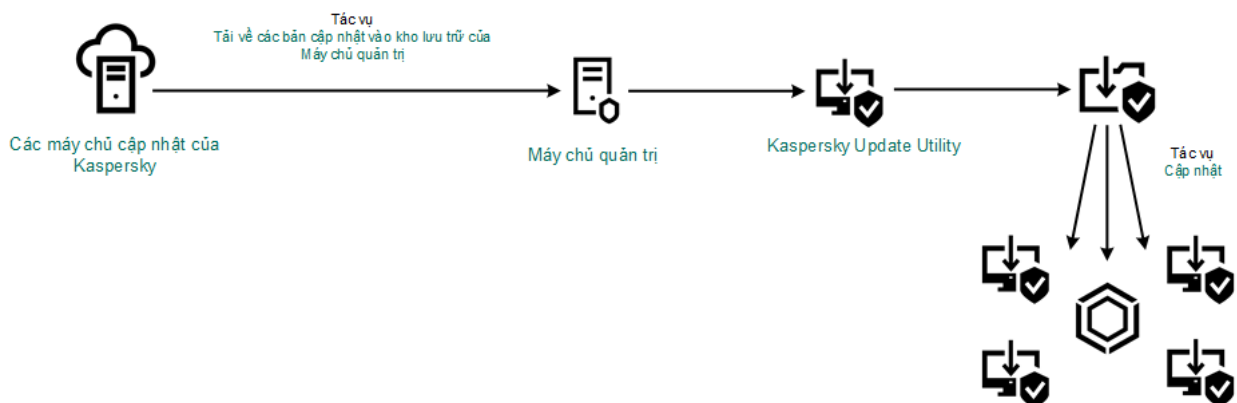 Tác vụ
Tải về các bản cập nhật vào kho lưu trữ của
Máy chủ quản trị
Các máy chủ cập nhật của
Kaspersky
Máy chủ quản trị
Kaspersky Update Utility
Tác vụ
Cập nhật